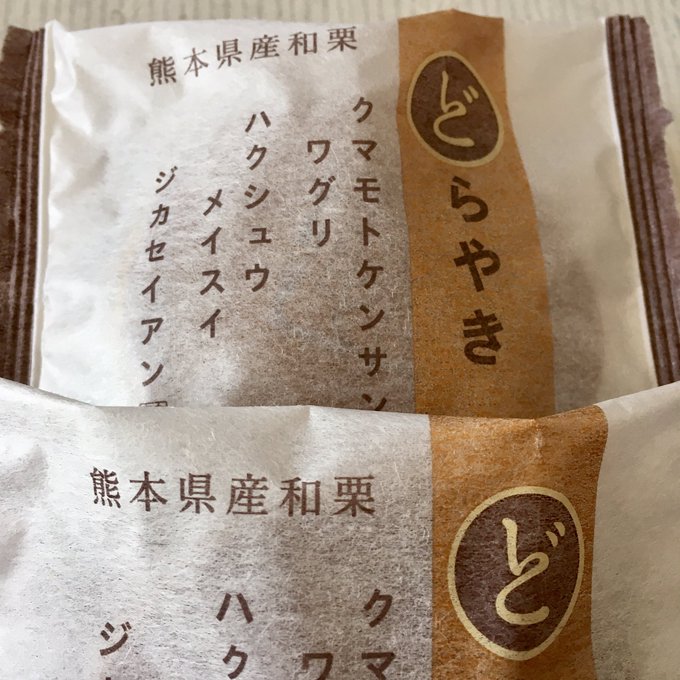 熊本県産和栗
どらやき
クマモトケンサン
ワグリ
ハクシュウ
メイスイ
ジカセイアン
熊本県産和栗
ど
クマ
ワ
ハク
ジ